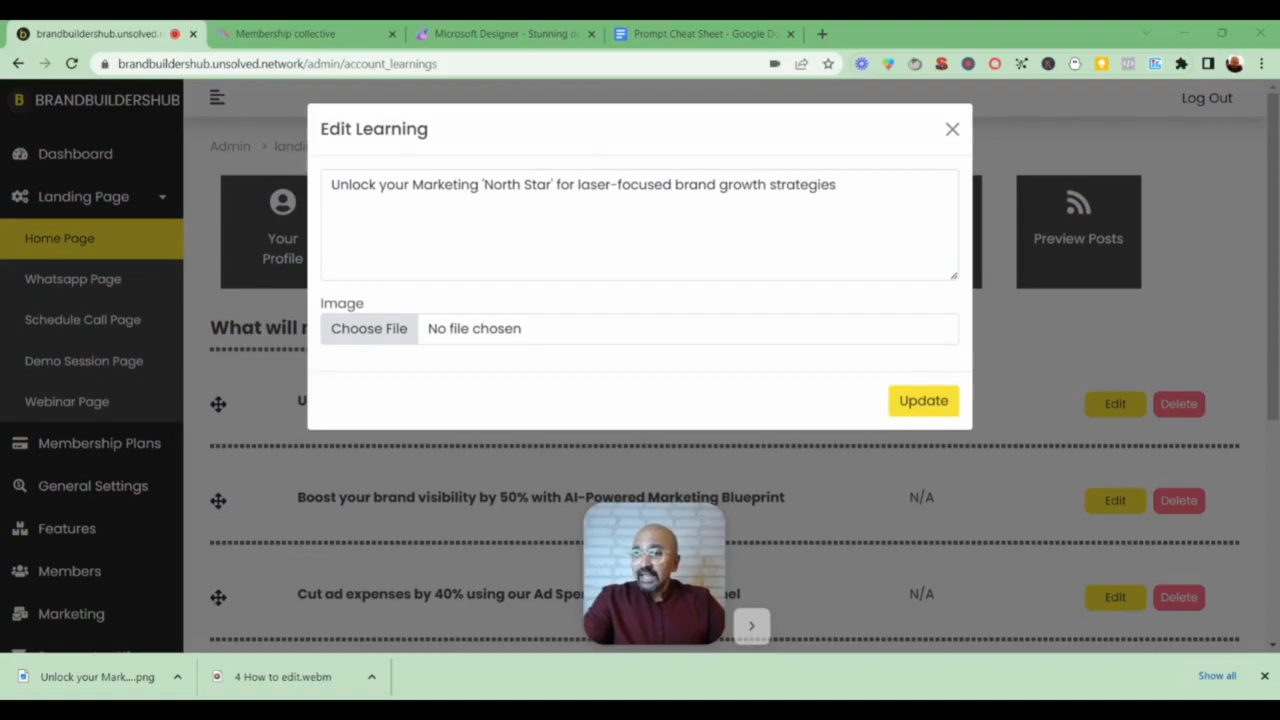 brandbuildershub.unsolved.
Membership collective
Microsoft Designer - Stunning d
Prompt Cheat Sheet - Google D
brandbuildershub.unsolved.network/admin/account_learnings
B BRANDBUILDERSHUB
Log Out
Edit Learning
Admin > landi
Dashboard
Landing Page
Unlock your Marketing 'North Star' for laser-focused brand growth strategies
Your
Profile
Preview Posts
Home Page
Whatsapp Page
Image
Choose File No file chosen
Schedule Call Page
What will
Demo Session Page
Webinar Page
U
Update
Edit Delete
Membership Plans
General Settings
Boost your brand visibility by 50% with AI-Powered Marketing Blueprint N/A Edit Delete
Features
Members
Cut ad expenses by 40% using our Ad Spe el N/A Edit Delete
Marketing
Unlock your Mark....png
4 How to edit.webm
Show all